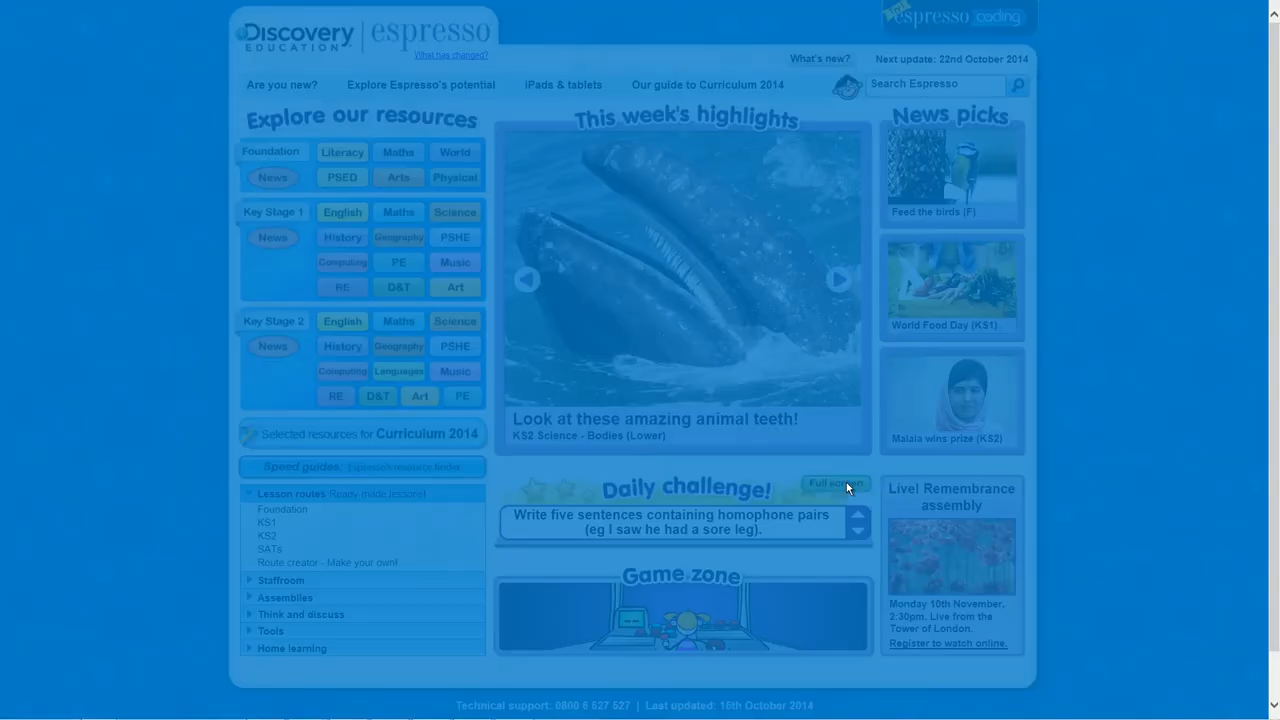 Discovery EDUCATION | espresso
What has changed?
Try espresso coding
What's new?
Next update: 22nd October 2014
Are you new?
Explore Espresso's potential
iPads & tablets
Our guide to Curriculum 2014
Search Espresso
Explore our resources
Foundation
Literacy Maths World
News
PSED Arts Physical
Key Stage 1
English Maths Science
News
History Geography PSHE
Computing PE Music
RE D&T Art
Key Stage 2
English Maths Science
News
History Geography PSHE
Computing Languages Music
RE D&T Art PE
Selected resources for Curriculum 2014
Speed guides: Espresso's resource finder
Lesson routes Ready-made lessons!
Foundation
KS1
KS2
SATs
Route creator - Make your own!
Staffroom
Assemblies
Think and discuss
Tools
Home learning
This week's highlights
Look at these amazing animal teeth!
KS2 Science - Bodies (Lower)
Daily challenge!
Full screen
Write five sentences containing homophone pairs
(eg I saw he had a sore leg).
Game zone
News picks
Feed the birds (F)
World Food Day (KS1)
Malala wins prize (KS2)
Live! Remembrance
assembly
Monday 10th November,
2:30pm. Live from the
Tower of London.
Register to watch online.
Technical support: 0800 6 527 527 | Last updated: 15th October 2014